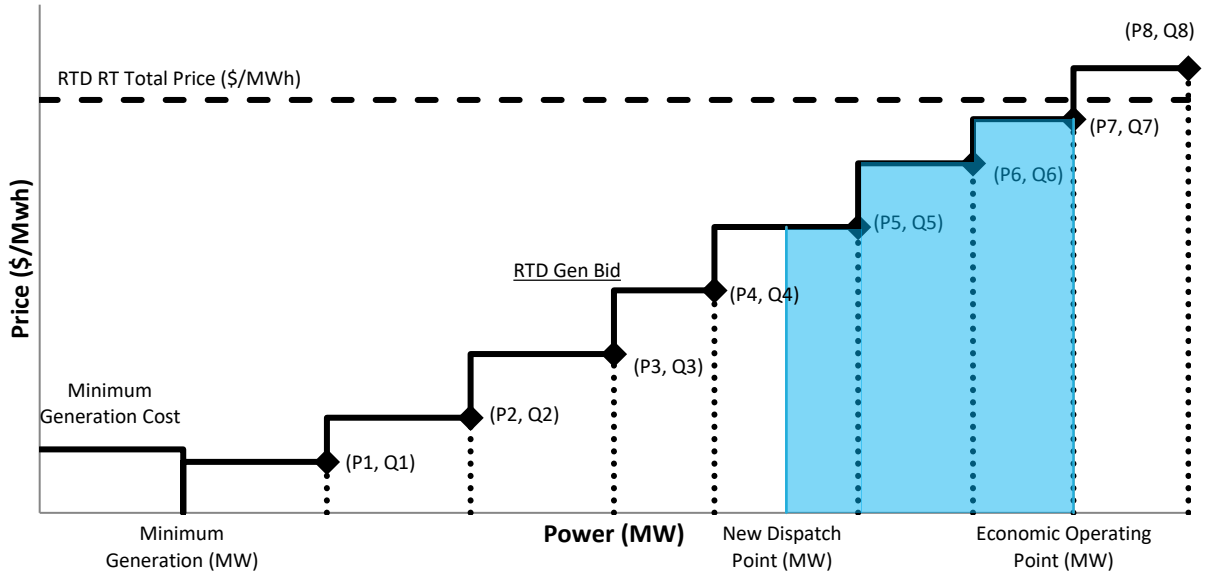 (P8, Q8)
RTD RT Total Price ($/MWh)
(P7, Q7)
(P6, Q6)
(P5, Q5)
RTD Gen Bid
(P4, Q4)
Price ($/Mwh)
(P3, Q3)
Minimum
Generation Cost
(P2, Q2)
(P1, Q1)
Minimum
Generation (MW)
Power (MW)
New Dispatch
Point (MW)
Economic Operating
Point (MW)